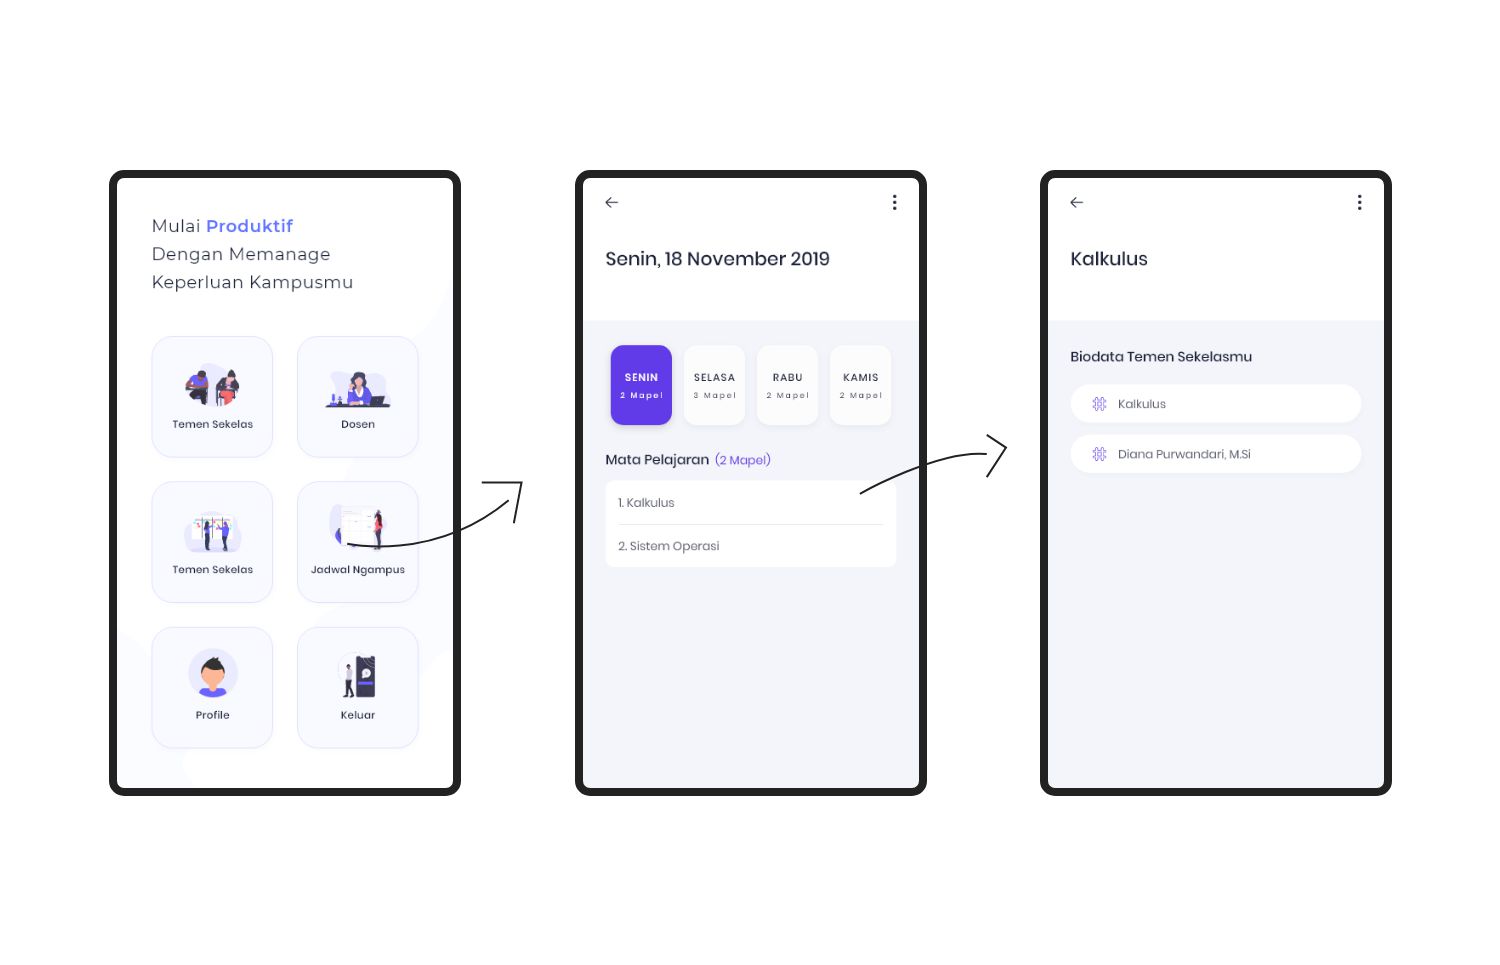 Mulai Produktif
Dengan Memanage
Keperluan Kampusmu
Temen Sekelas
Dosen
Temen Sekelas
Jadwal Ngampus
Profile
Keluar
Senin, 18 November 2019
SENIN
2 Mapel
SELASA
3 Mapel
RABU
2 Mapel
KAMIS
2 Mapel
Mata Pelajaran (2 Mapel)
1. Kalkulus
2. Sistem Operasi
Kalkulus
Biodata Temen Sekelasmu
Kalkulus
Diana Purwandari, M.Si